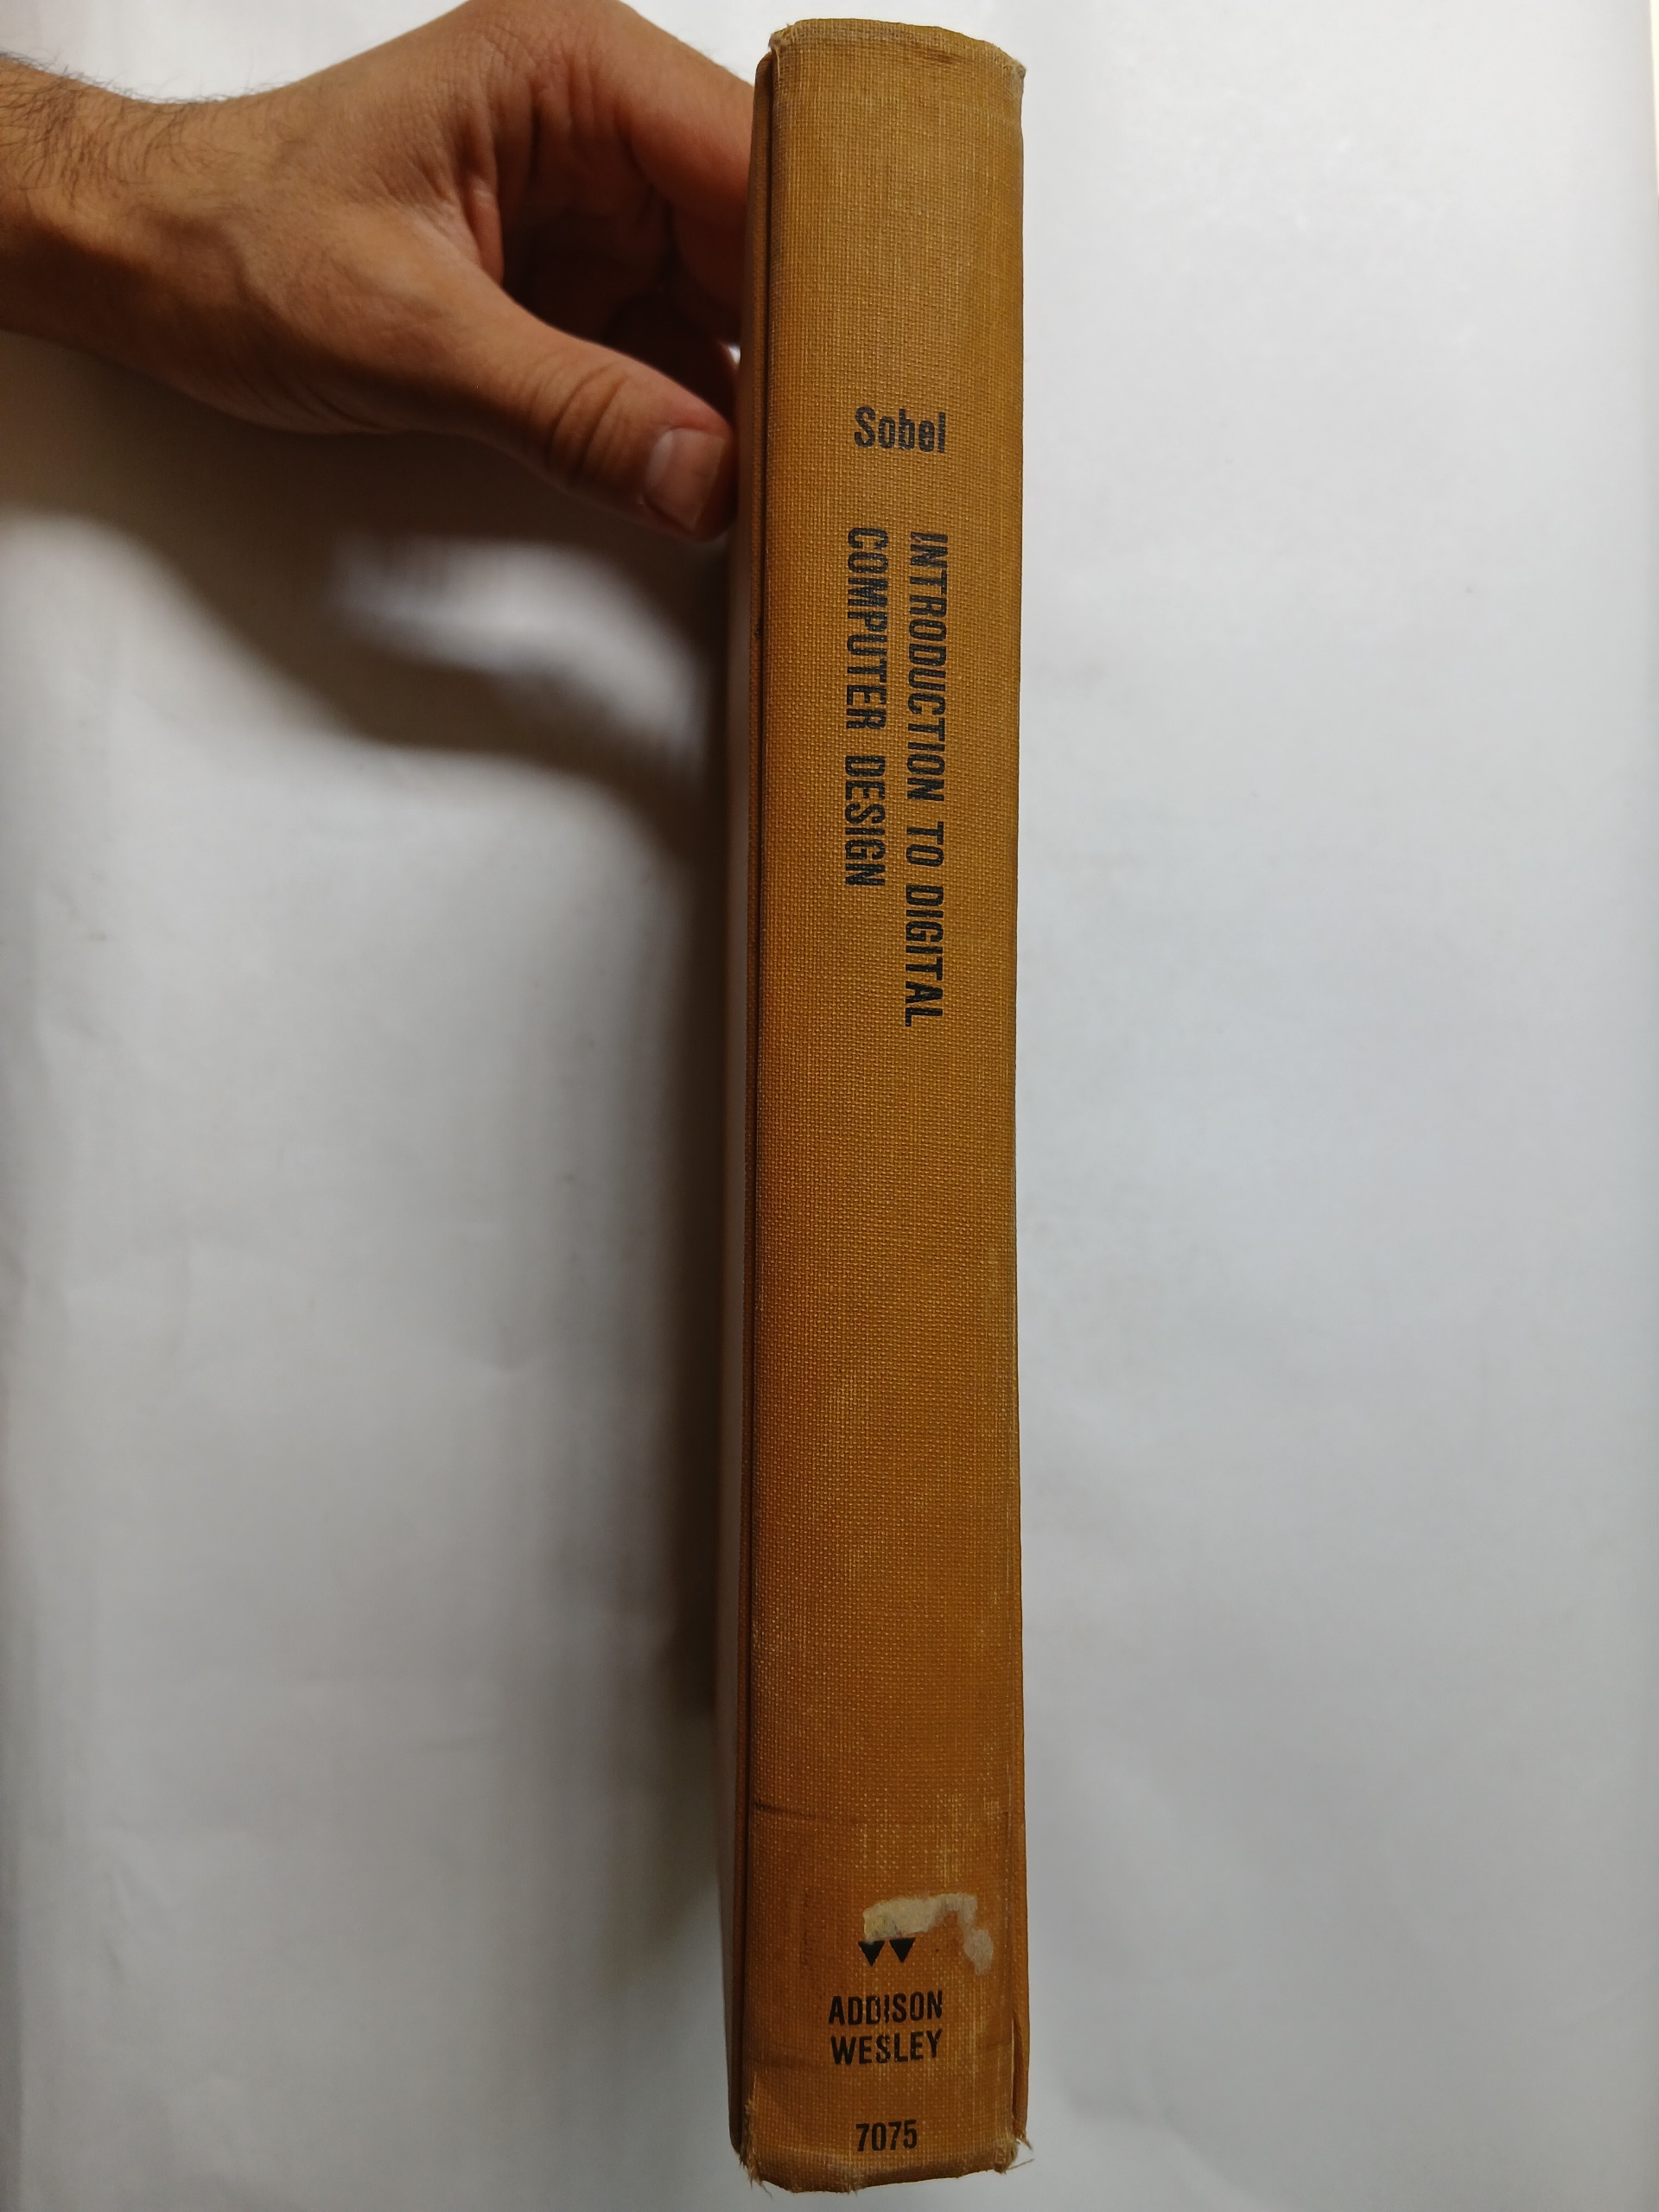 Sobel
INTRODUCTION TO DIGITAL
COMPUTER DESIGN
ADDISON
WESLEY
7075